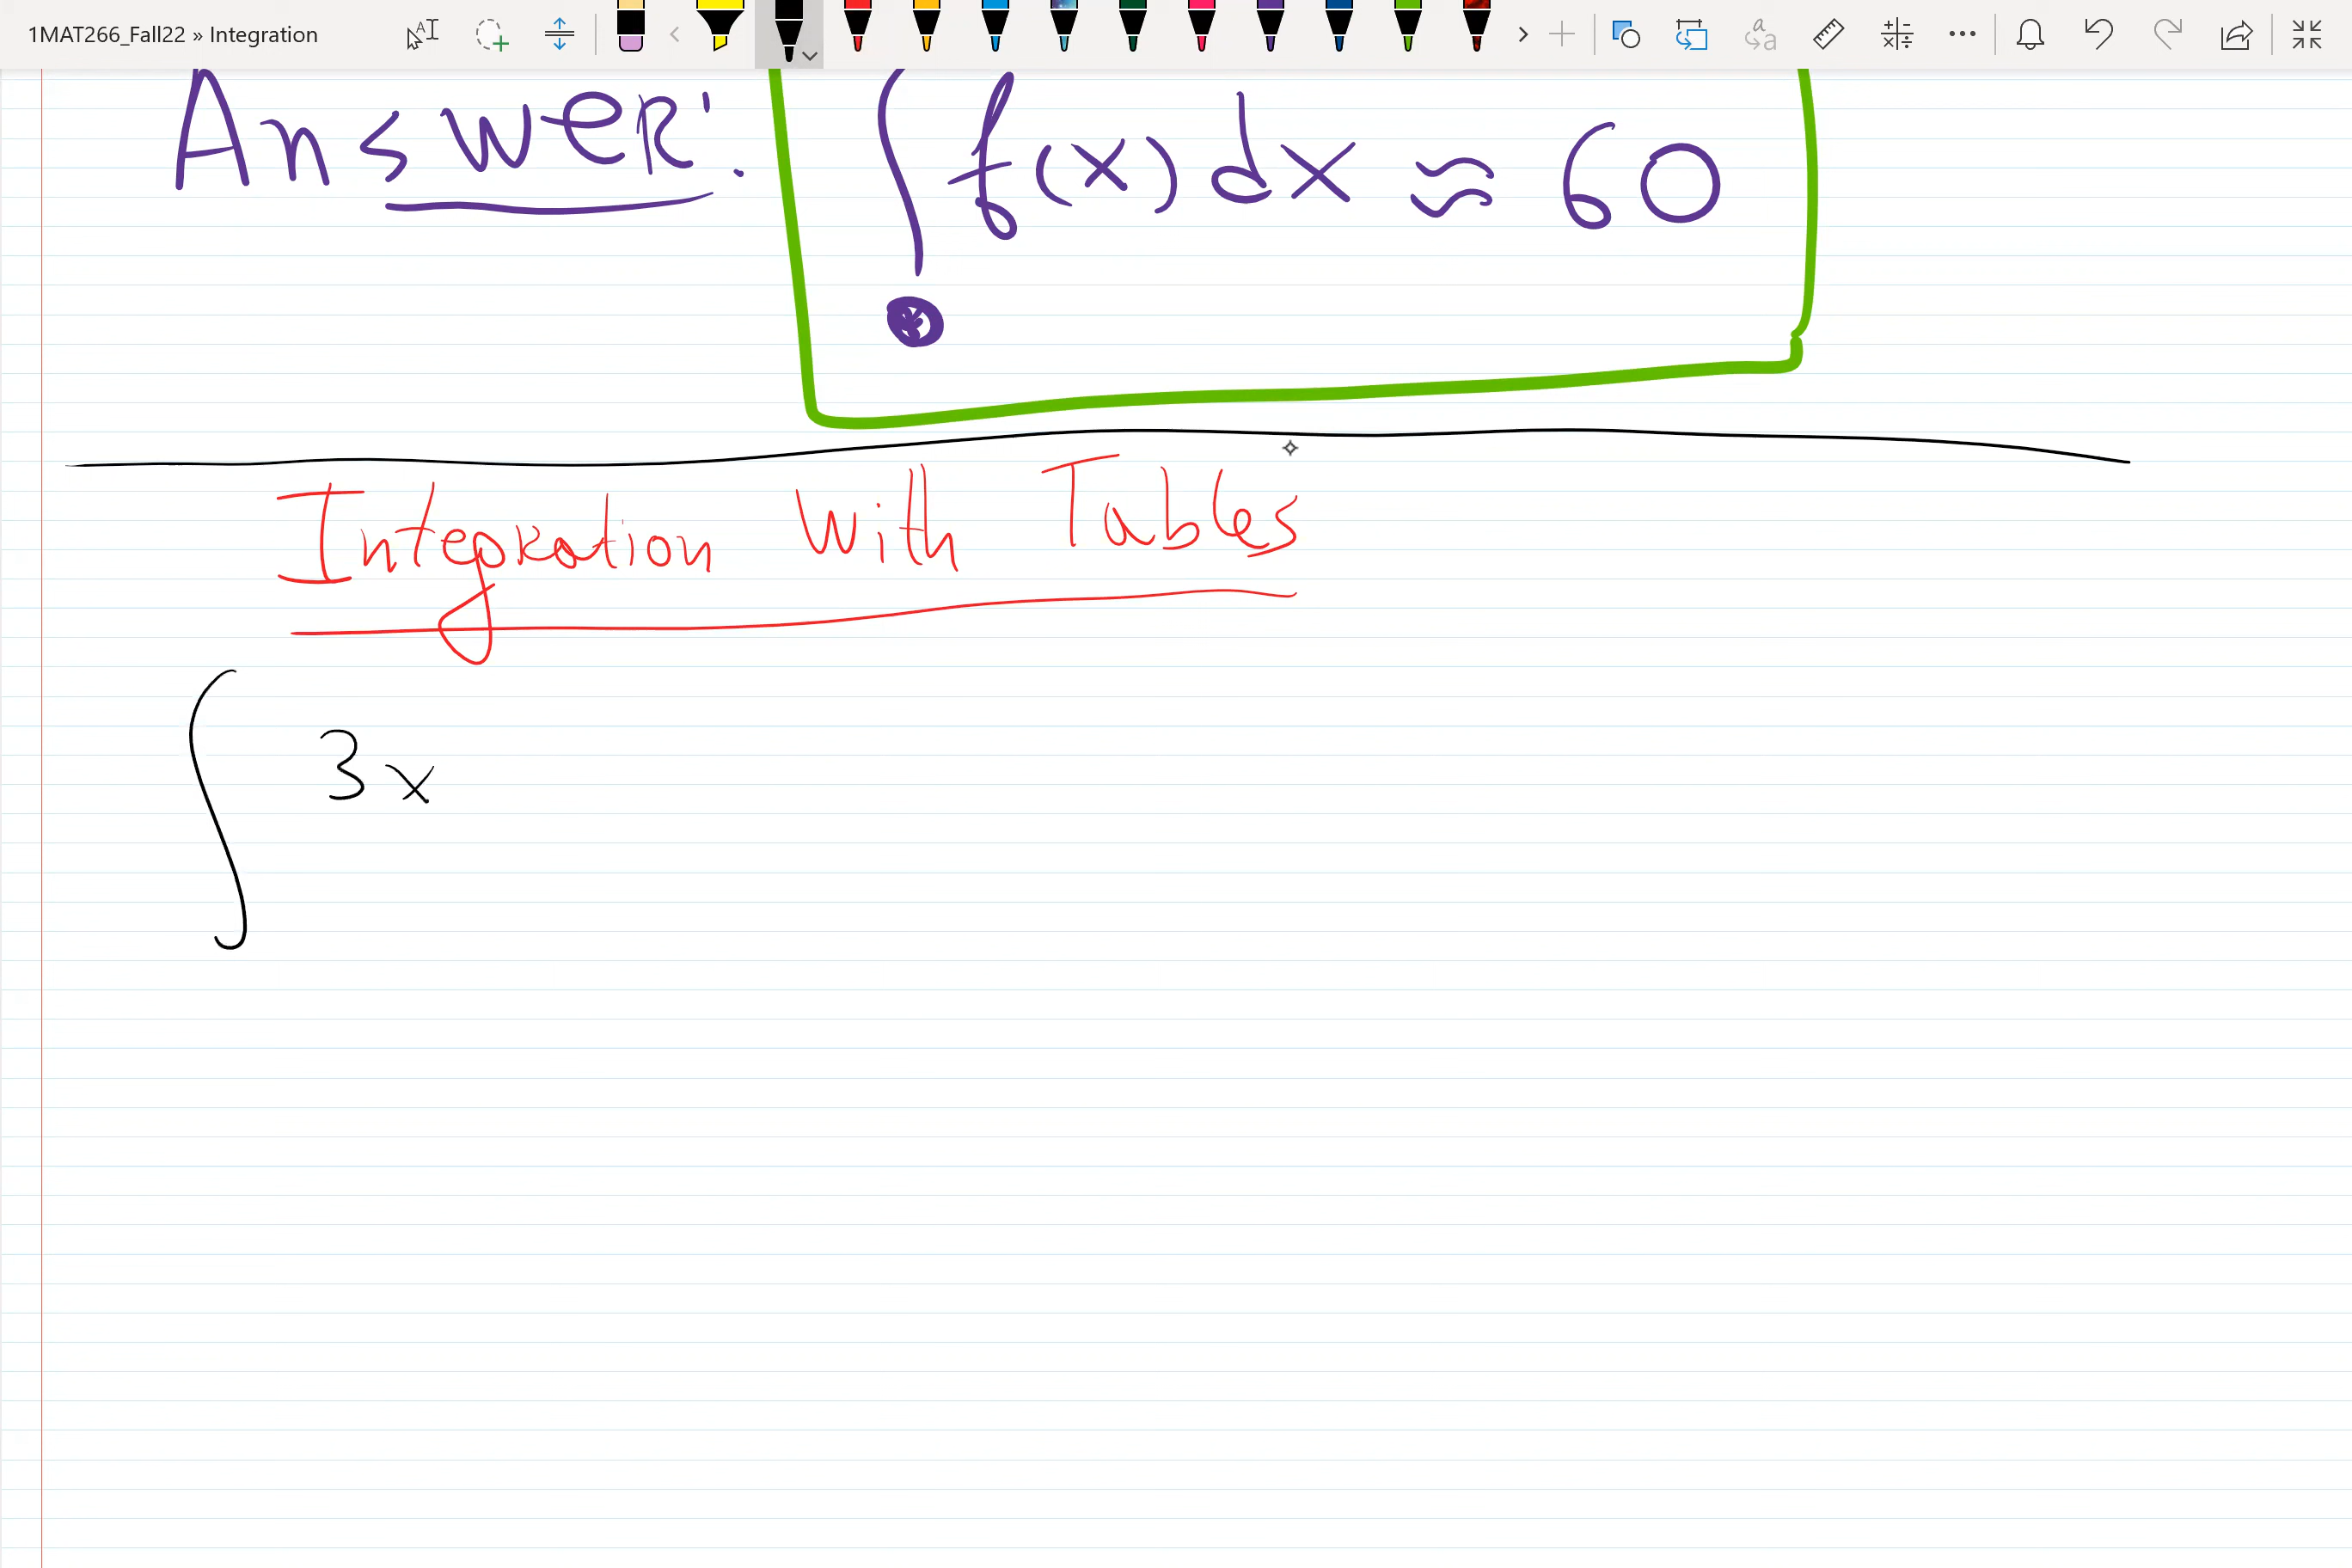 1MAT266_Fall22 » Integration
Answer: ∫ f(x)dx ≈ 60
Integration with Tables
∫ 3x